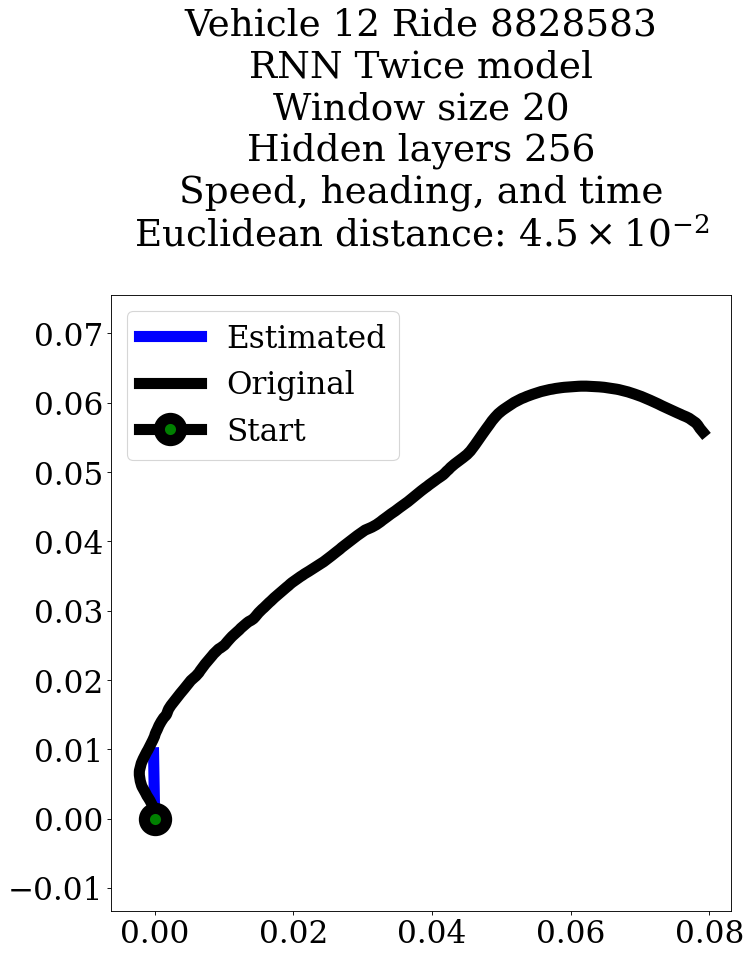 Vehicle 12 Ride 8828583
RNN Twice model
Window size 20
Hidden layers 256
Speed, heading, and time
Euclidean distance: 4.5 × 10⁻²
Estimated
Original
Start
0.07
0.06
0.05
0.04
0.03
0.02
0.01
0.00
−0.01
0.00 0.02 0.04 0.06 0.08